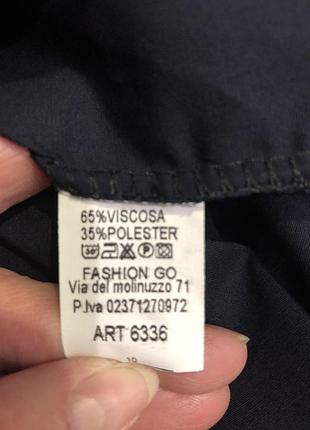 65%VISCOSA
35%POLESTER
FASHION GO
Via del molinuzzo 71
P.Iva 02371270972
ART 6336